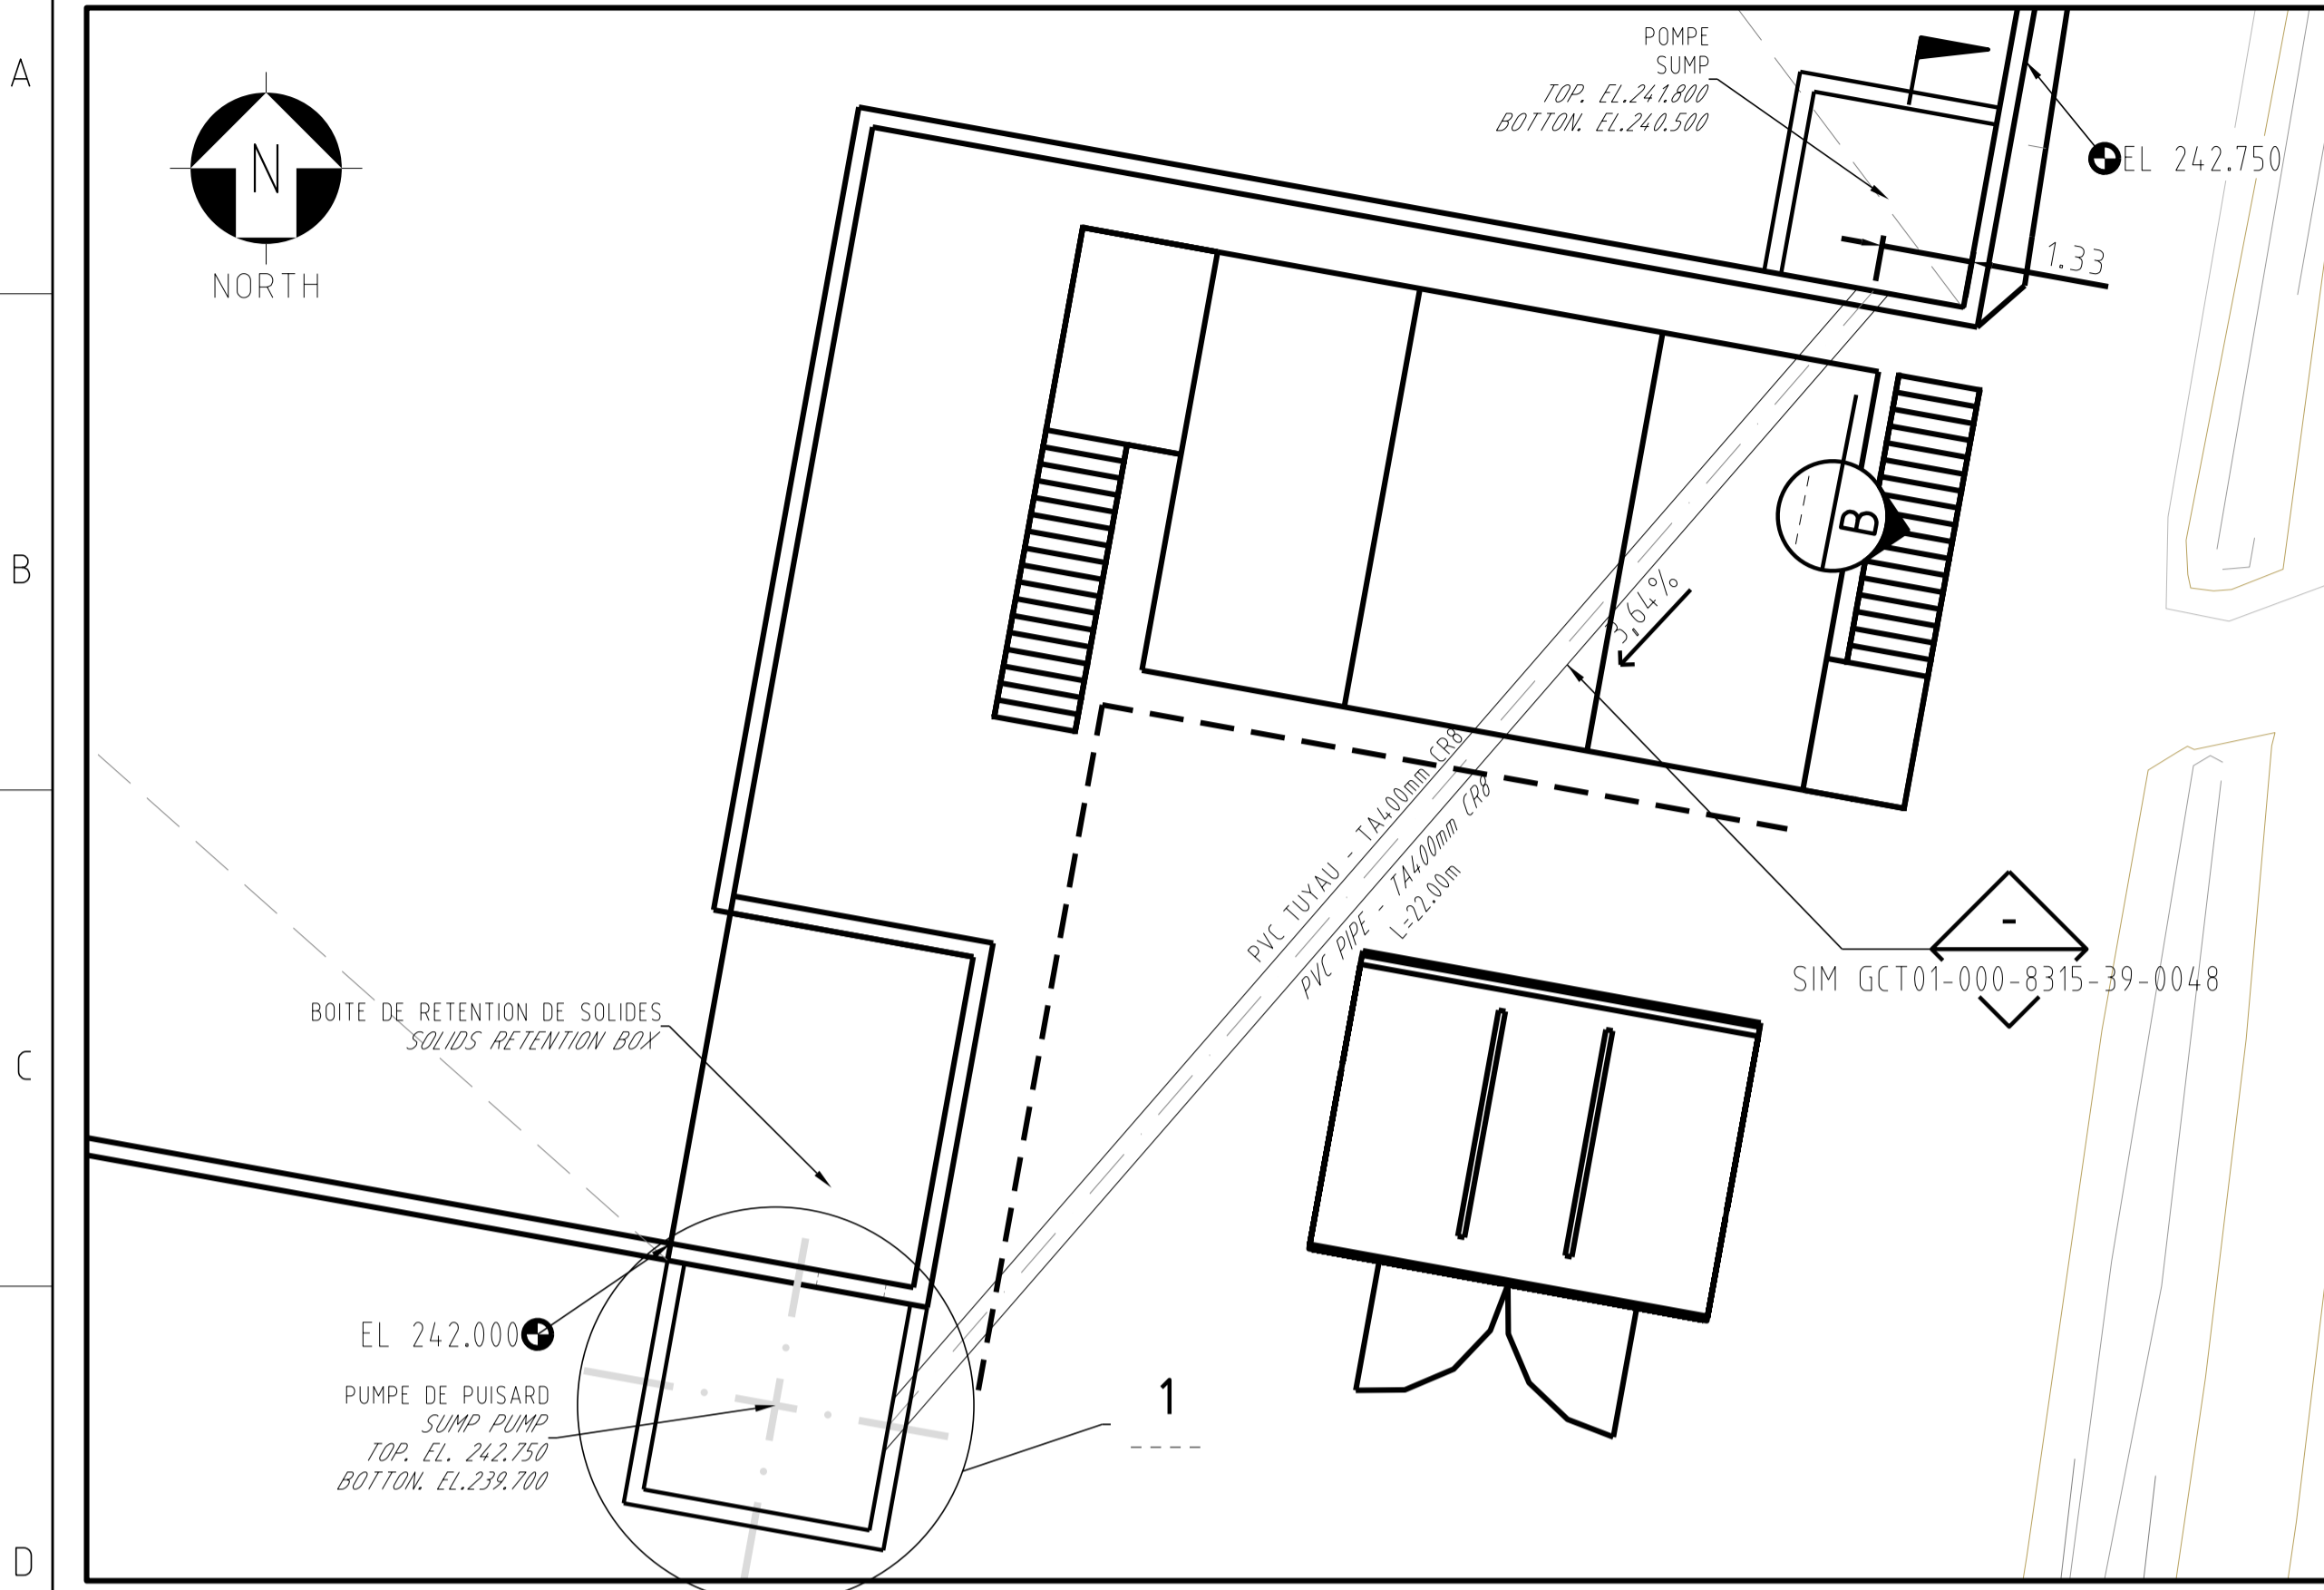 A
POMPE
SUMP
TOP. EL.241.800
BOTTON. EL.240.500
EL 242.750
N
NORTH
1.33
B
B
3,64%
PVC TUYAU - TA400mm CR8
PVC PIPE - TA400mm CR8
L=22.00m
-
SIM GCT01-000-8315-39-0048
BOITE DE RETENTION DE SOLIDES
SOLIDS RETENTION BOX
C
EL 242.000
PUMPE DE PUISARD
SUMP PUMP
TOP. EL. 242.750
BOTTON. EL.239.700
1
----
D